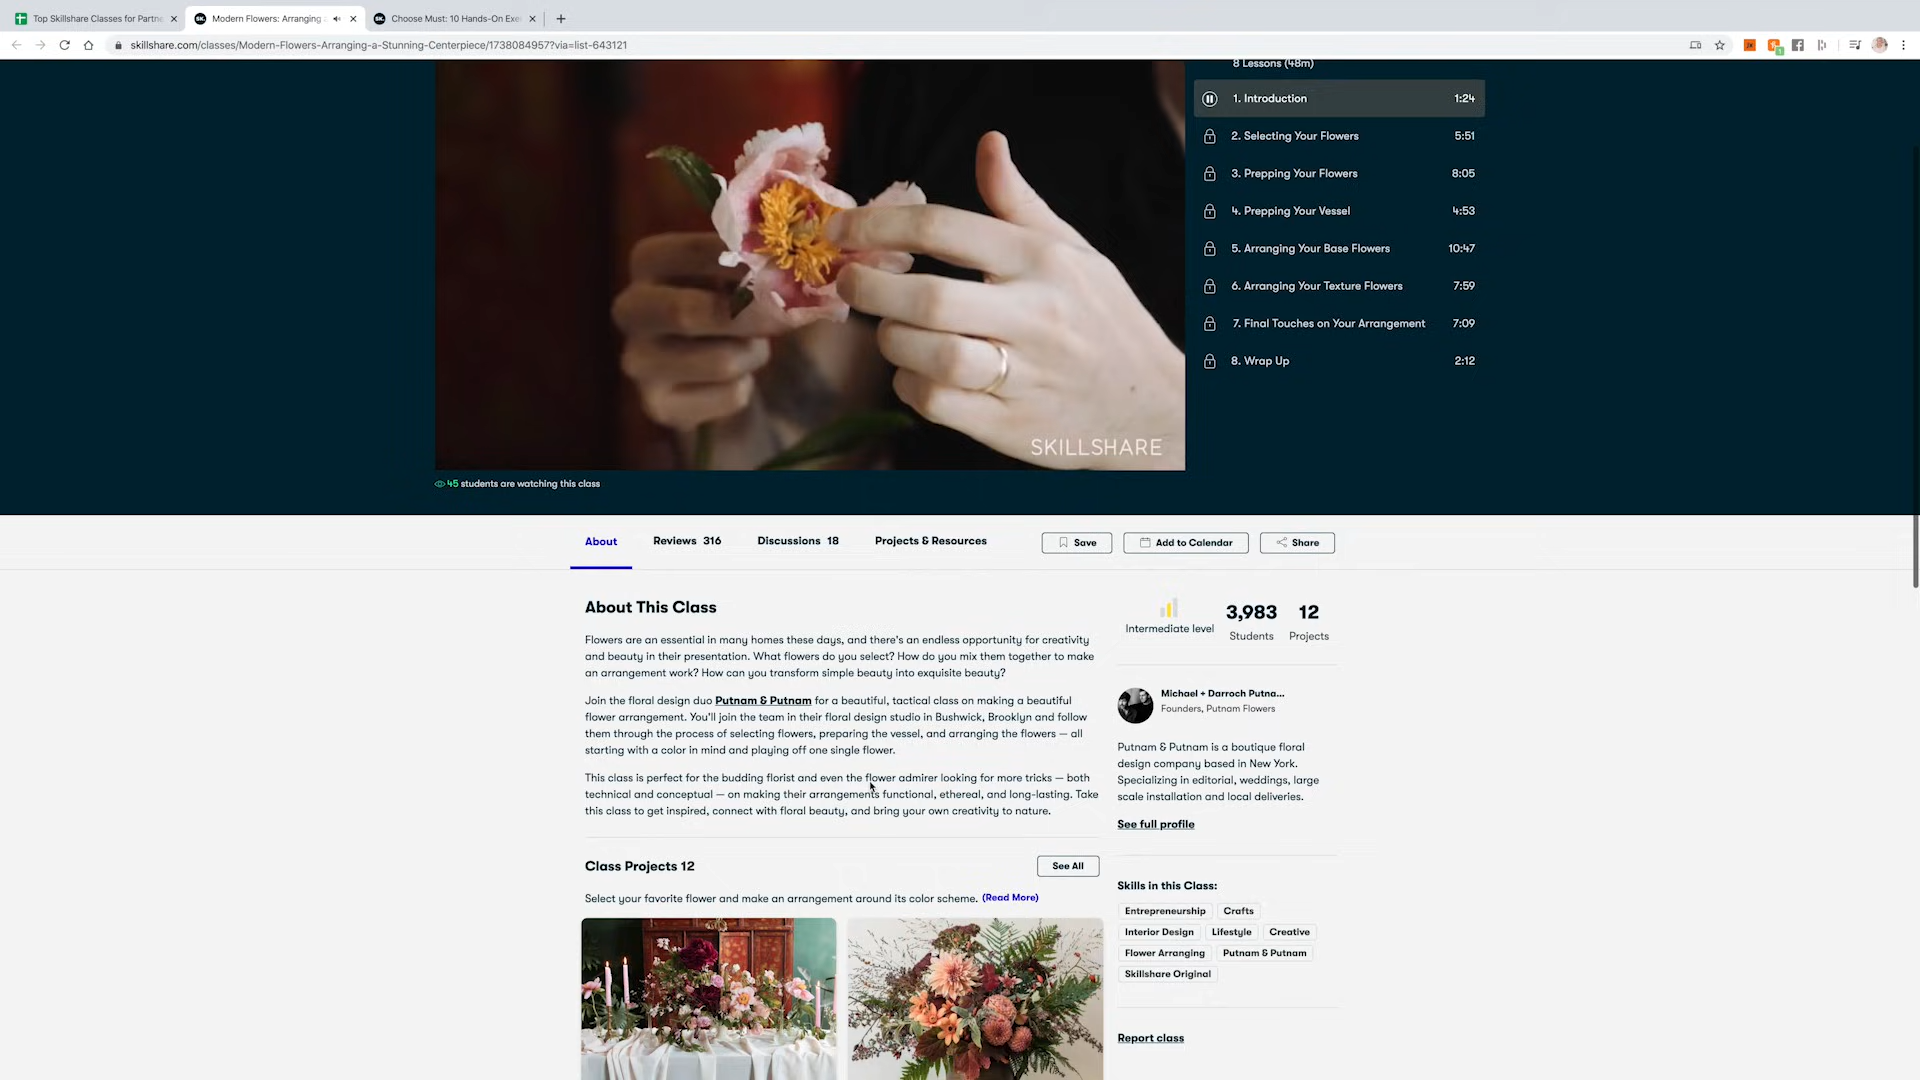 Top Skillshare Classes for Partn
Modern Flowers: Arranging
Choose Must: 10 Hands-On Exe
skillshare.com/classes/Modern-Flowers-Arranging-a-Stunning-Centerpiece/1738084957?via=list-643121
8 Lessons (48m)
1. Introduction 1:24
2. Selecting Your Flowers 5:51
3. Prepping Your Flowers 8:05
4. Prepping Your Vessel 4:53
5. Arranging Your Base Flowers 10:47
6. Arranging Your Texture Flowers 7:59
7. Final Touches on Your Arrangement 7:09
8. Wrap Up 2:12
SKILLSHARE
45 students are watching this class
About Reviews 316 Discussions 18 Projects & Resources Save Add to Calendar Share
About This Class
Flowers are an essential in many homes these days, and there's an endless opportunity for creativity
and beauty in their presentation. What flowers do you select? How do you mix them together to make
an arrangement work? How can you transform simple beauty into exquisite beauty?
Join the floral design duo Putnam & Putnam for a beautiful, tactical class on making a beautiful
flower arrangement. You'll join the team in their floral design studio in Bushwick, Brooklyn and follow
them through the process of selecting flowers, preparing the vessel, and arranging the flowers — all
starting with a color in mind and playing off one single flower.
This class is perfect for the budding florist and even the flower admirer looking for more tricks — both
technical and conceptual — on making their arrangements functional, ethereal, and long-lasting. Take
this class to get inspired, connect with floral beauty, and bring your own creativity to nature.
Class Projects 12 See All
Select your favorite flower and make an arrangement around its color scheme. (Read More)
Intermediate level
3,983 Students
12 Projects
Michael + Darroch Putna...
Founders, Putnam Flowers
Putnam & Putnam is a boutique floral
design company based in New York.
Specializing in editorial, weddings, large
scale installation and local deliveries.
See full profile
Skills in this Class:
Entrepreneurship Crafts
Interior Design Lifestyle Creative
Flower Arranging Putnam & Putnam
Skillshare Original
Report class